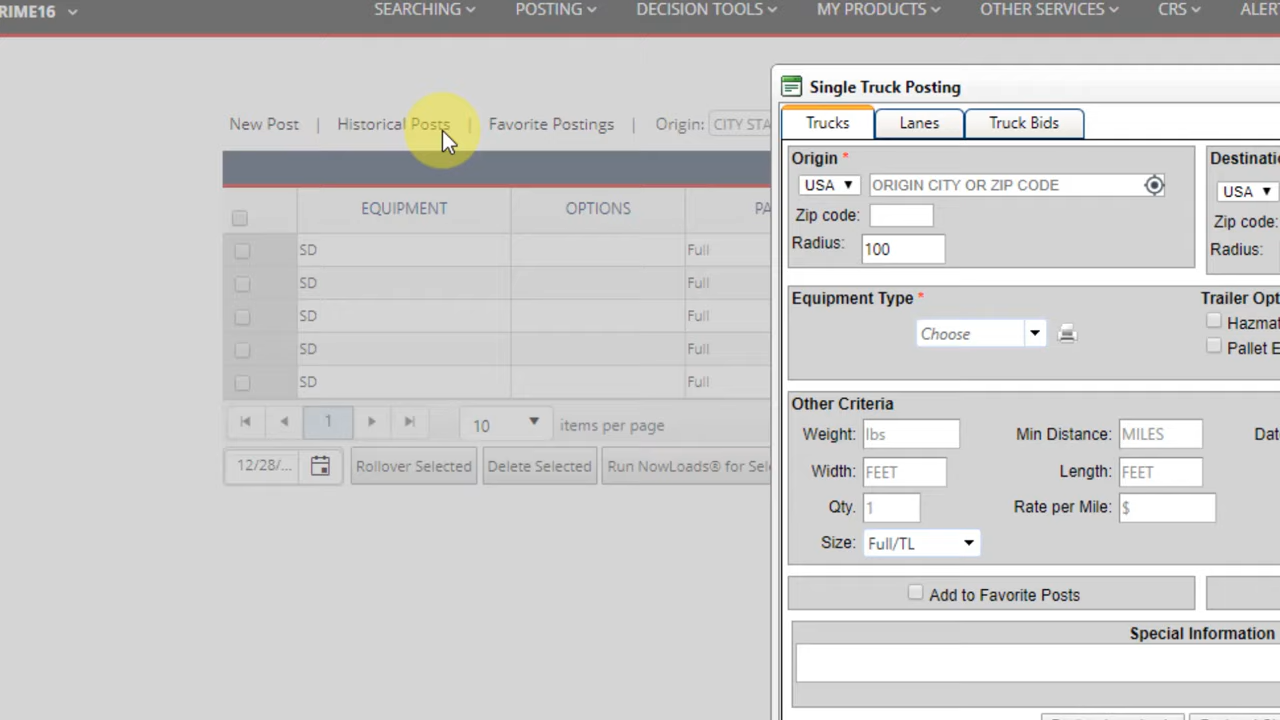 RIME16
SEARCHING POSTING DECISION TOOLS MY PRODUCTS OTHER SERVICES CRS ALER
Single Truck Posting
New Post | Historical Posts | Favorite Postings | Origin: CITY STA
Trucks Lanes Truck Bids
Origin * Destinatio
USA ORIGIN CITY OR ZIP CODE USA
Zip code: Zip code:
Radius: 100 Radius:
EQUIPMENT OPTIONS PA
SD Full
SD Full
SD Full
SD Full
SD Full
Equipment Type * Trailer Opt
Choose Hazmat
Pallet E
1 10 items per page
12/28/... Rollover Selected Delete Selected Run NowLoads® for Sele
Other Criteria
Weight: lbs Min Distance: MILES Dat
Width: FEET Length: FEET
Qty. 1 Rate per Mile: $
Size: Full/TL
Add to Favorite Posts
Special Information